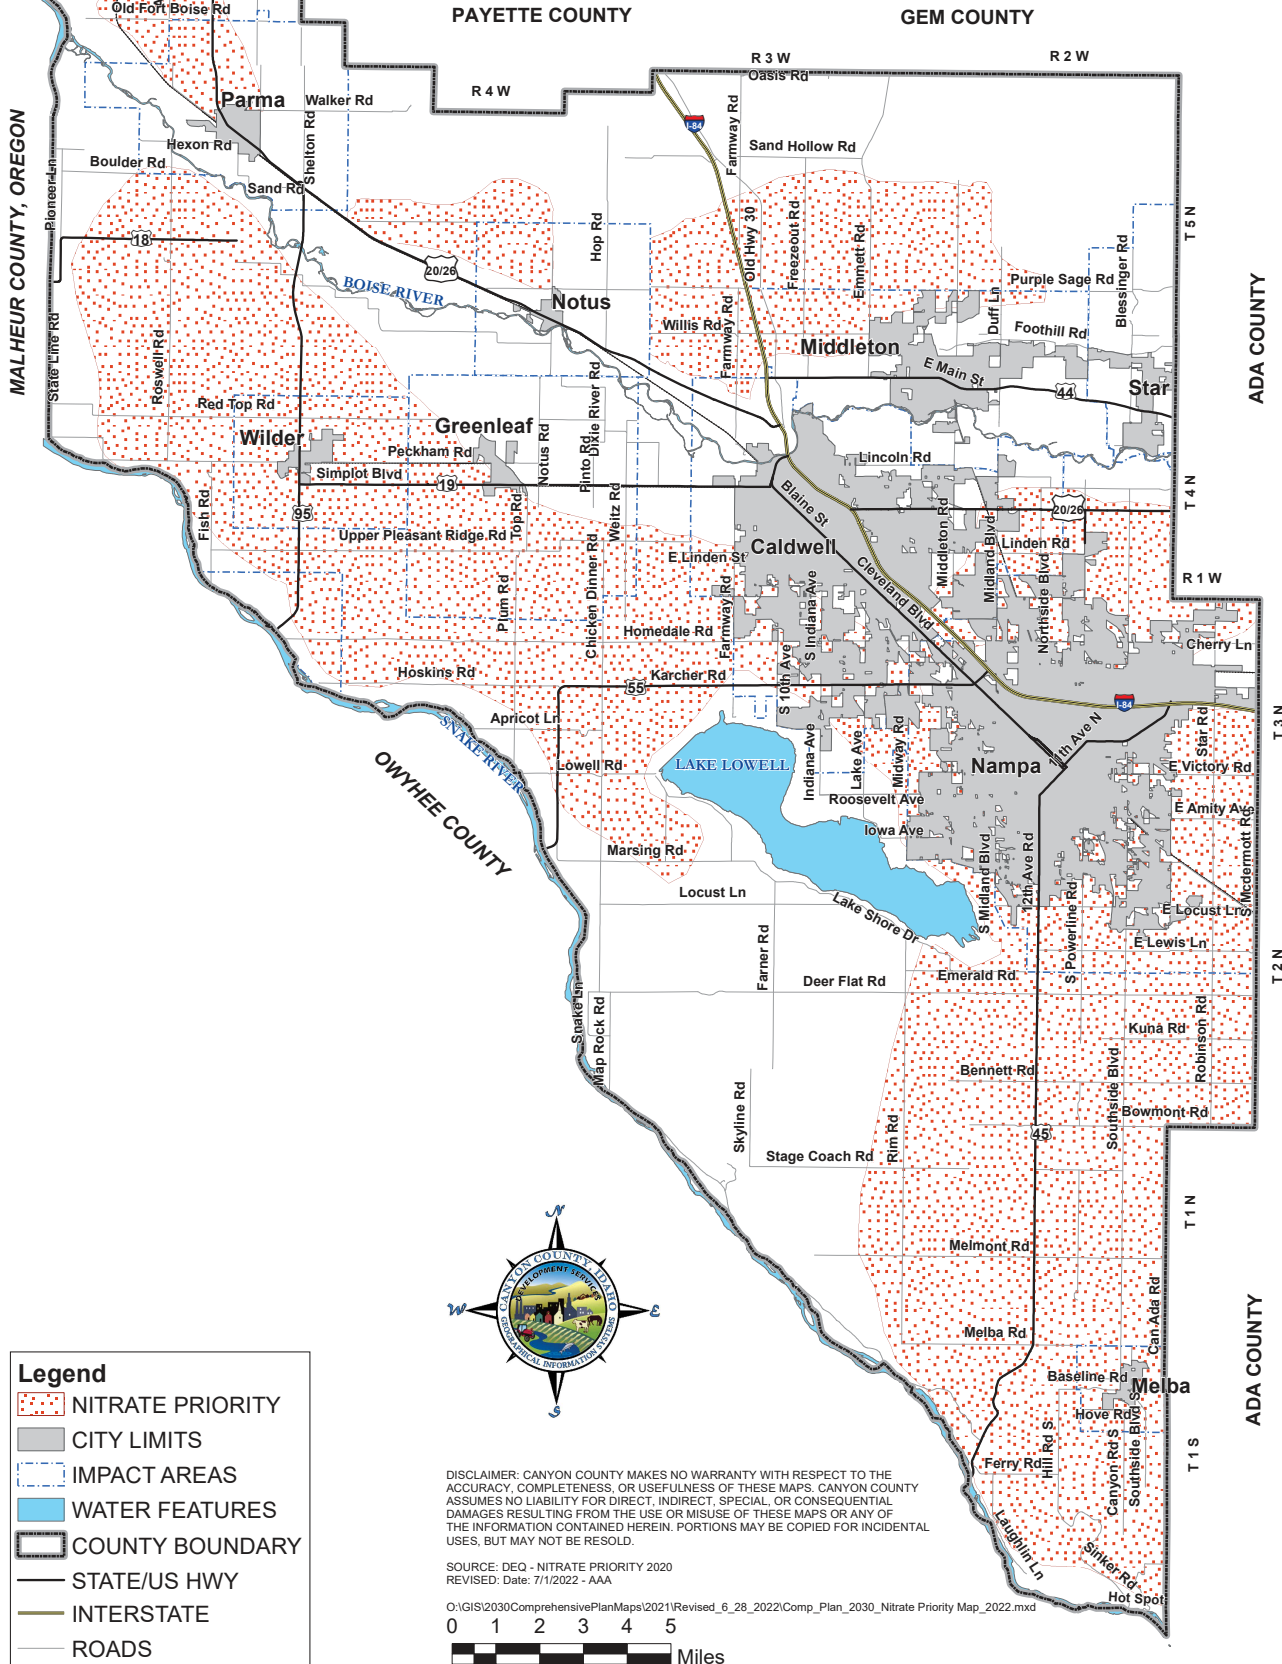 PAYETTE COUNTY
GEM COUNTY
Old Fort Boise Rd
R 3 W
R 2 W
Oasis Rd
R 4 W
Parma
Walker Rd
I-84
Farmway Rd
Hexon Rd
Shelton Rd
Sand Hollow Rd
Boulder Rd
Pioneer Ln
Sand Rd
MALHEUR COUNTY, OREGON
T 5 N
18
Hop Rd
Old Hwy 30
Freezeout Rd
Emmett Rd
Blessinger Rd
20/26
BOISE RIVER
Purple Sage Rd
Notus
Duff Ln
Willis Rd
Farmway Rd
Foothill Rd
Middleton
ADA COUNTY
State Line Rd
Roswell Rd
E Main St
44
Star
Red Top Rd
Dixie River Rd
Greenleaf
Wilder
Notus Rd
Pinto Rd
Peckham Rd
Lincoln Rd
Simplot Blvd
19
Fish Rd
95
Top Rd
Weitz Rd
Blaine St
Middleton Rd
Midland Blvd
20/26
T 4 N
Upper Pleasant Ridge Rd
Linden Rd
Caldwell
E Linden St
Chicken Dinner Rd
Cleveland Blvd
Northside Blvd
R 1 W
Plum Rd
Farmway Rd
S Indiana Ave
Homedale Rd
Cherry Ln
Hoskins Rd
Karcher Rd
S 10th Ave
55
I-84
Apricot Ln
SNAKE RIVER
11th Ave N
Star Rd
T 3 N
OWYHEE COUNTY
Lowell Rd
LAKE LOWELL
Indiana Ave
Lake Ave
Midway Rd
Nampa
E Victory Rd
Roosevelt Ave
E Amity Av
Iowa Ave
Marsing Rd
S Midland Blvd
12th Ave Rd
S Mcdermott Rd
Locust Ln
Lake Shore Dr
S Powerline Rd
E Locust Ln
E Lewis Ln
Farner Rd
Deer Flat Rd
Emerald Rd
T 2 N
Snake Ln
Map Rock Rd
Kuna Rd
Robinson Rd
Bennett Rd
Southside Blvd
Bowmont Rd
Skyline Rd
Rim Rd
45
Stage Coach Rd
T 1 N
N
Melmont Rd
CANYON COUNTY, IDAHO
DEVELOPMENT SERVICES
GEOGRAPHICAL INFORMATION SYSTEMS
W
E
S
Can Ada Rd
Melba Rd
ADA COUNTY
Baseline Rd
Melba
Hove Rd
Hill Rd S
Canyon Rd S
Southside Blvd S
T 1 S
Ferry Rd
Laughlin Ln
Sinker Rd
Hot Spot
Legend
NITRATE PRIORITY
CITY LIMITS
IMPACT AREAS
WATER FEATURES
COUNTY BOUNDARY
STATE/US HWY
INTERSTATE
ROADS
DISCLAIMER: CANYON COUNTY MAKES NO WARRANTY WITH RESPECT TO THE
ACCURACY, COMPLETENESS, OR USEFULNESS OF THESE MAPS. CANYON COUNTY
ASSUMES NO LIABILITY FOR DIRECT, INDIRECT, SPECIAL, OR CONSEQUENTIAL
DAMAGES RESULTING FROM THE USE OR MISUSE OF THESE MAPS OR ANY OF
THE INFORMATION CONTAINED HEREIN. PORTIONS MAY BE COPIED FOR INCIDENTAL
USES, BUT MAY NOT BE RESOLD.
SOURCE: DEQ - NITRATE PRIORITY 2020
REVISED: Date: 7/1/2022 - AAA
O:\GIS\2030ComprehensivePlanMaps\2021\Revised_6_28_2022\Comp_Plan_2030_Nitrate Priority Map_2022.mxd
0 1 2 3 4 5
Miles